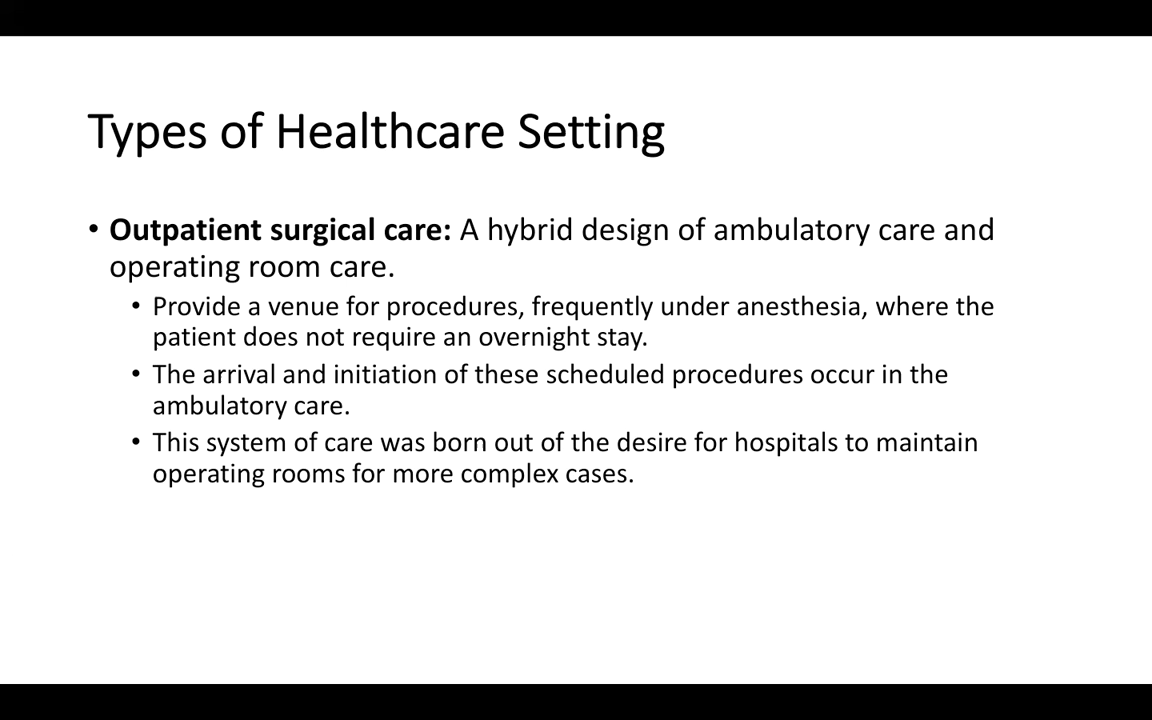 Types of Healthcare Setting
• Outpatient surgical care: A hybrid design of ambulatory care and
operating room care.
• Provide a venue for procedures, frequently under anesthesia, where the
patient does not require an overnight stay.
• The arrival and initiation of these scheduled procedures occur in the
ambulatory care.
• This system of care was born out of the desire for hospitals to maintain
operating rooms for more complex cases.